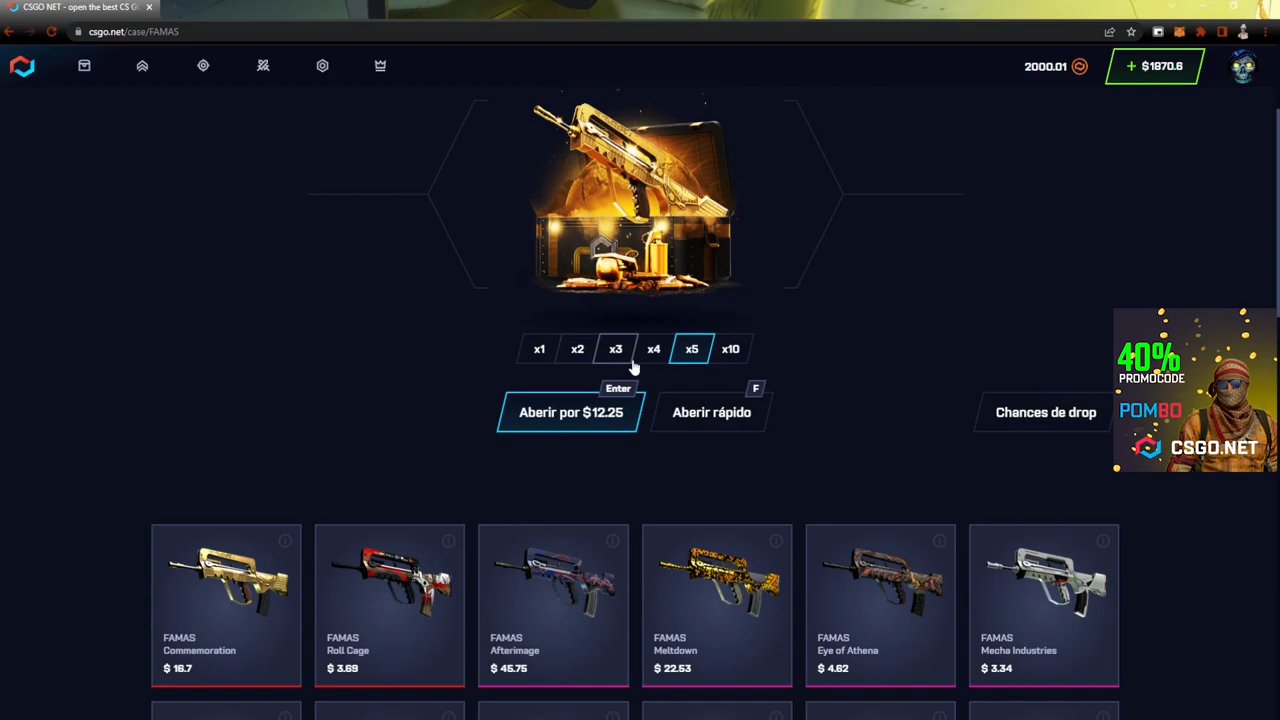 CSGO NET - open the best CS G
csgo.net/case/FAMAS
2000.01
+ $1870.6
x1
x2
x3
x4
x5
x10
Enter
F
Aberir por $12.25
Aberir rápido
Chances de drop
40%
PROMOCODE
POMBO
CSGO.NET
FAMAS
Commemoration
$ 16.7
FAMAS
Roll Cage
$ 3.69
FAMAS
Afterimage
$ 45.75
FAMAS
Meltdown
$ 22.53
FAMAS
Eye of Athena
$ 4.62
FAMAS
Mecha Industries
$ 3.34